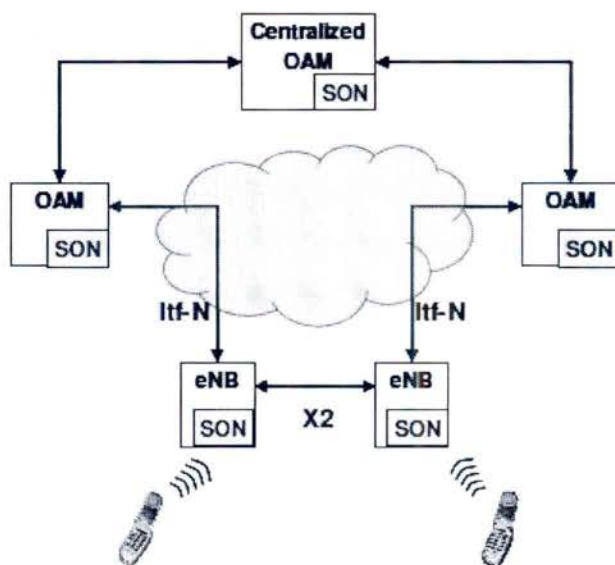 Centralized
OAM
SON
OAM
SON
OAM
SON
Itf-N
Itf-N
eNB
SON
X2
eNB
SON